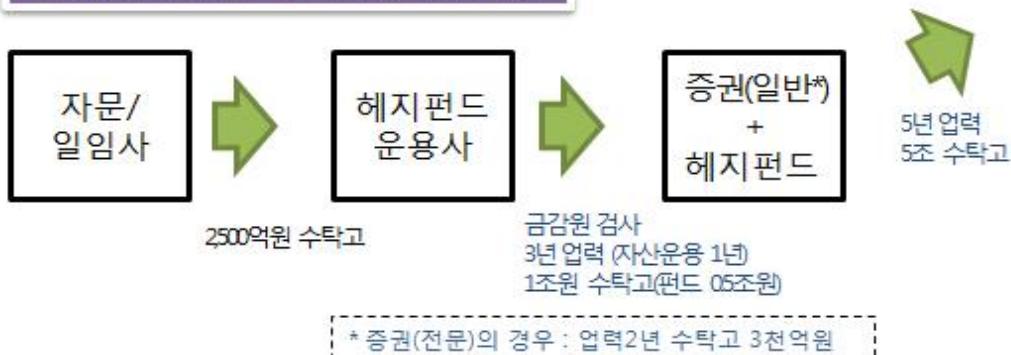 자문/
일임사
헤지펀드
운용사
증권(일반*)
+
헤지펀드
5년 업력
5조 수탁고
2,500억원 수탁고
금감원 검사
3년 업력 (자산운용 1년)
1조원 수탁고(펀드 0.5조원)
* 증권(전문)의 경우 : 업력2년 수탁고 3천억원